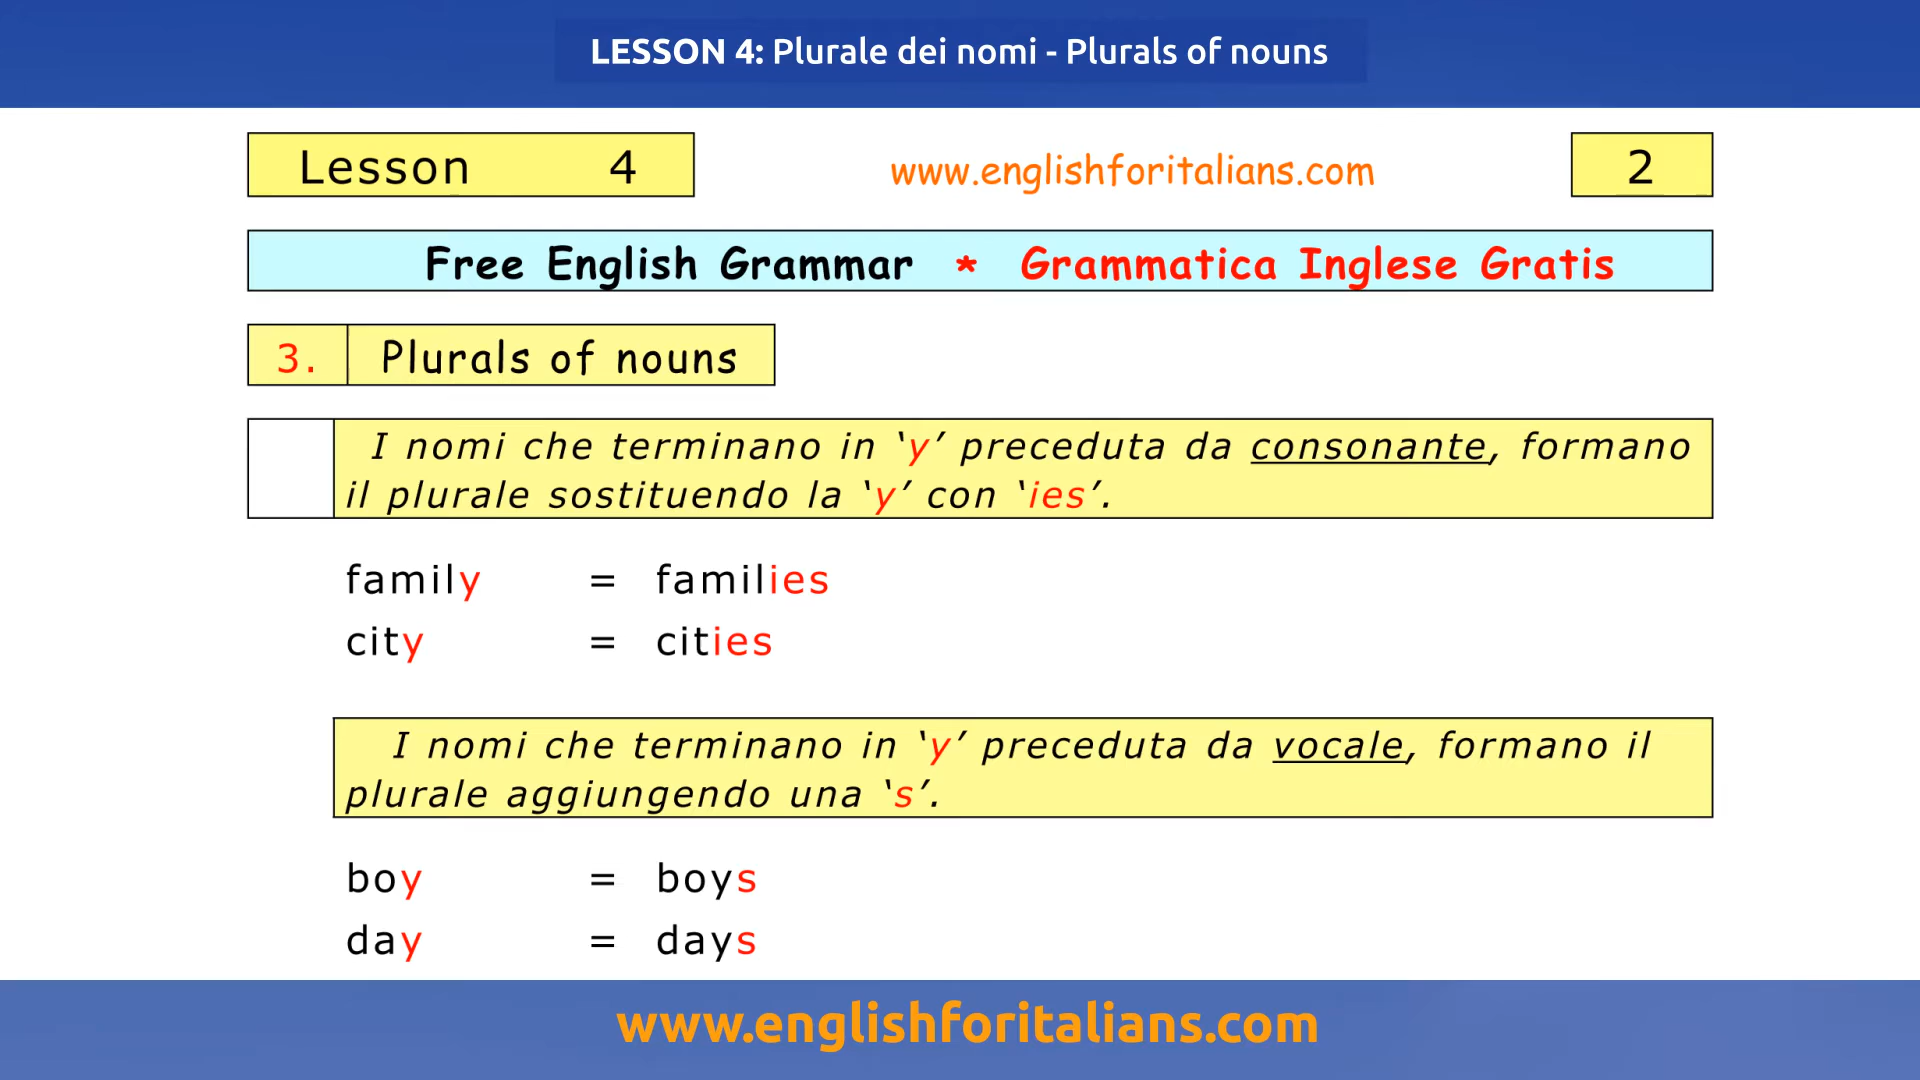 LESSON 4: Plurale dei nomi - Plurals of nouns
Lesson 4 www.englishforitalians.com 2
Free English Grammar * Grammatica Inglese Gratis
3. Plurals of nouns
I nomi che terminano in ‘y’ preceduta da consonante, formano
il plurale sostituendo la ‘y’ con ‘ies’.
family = families
city = cities
I nomi che terminano in ‘y’ preceduta da vocale, formano il
plurale aggiungendo una ‘s’.
boy = boys
day = days
www.englishforitalians.com